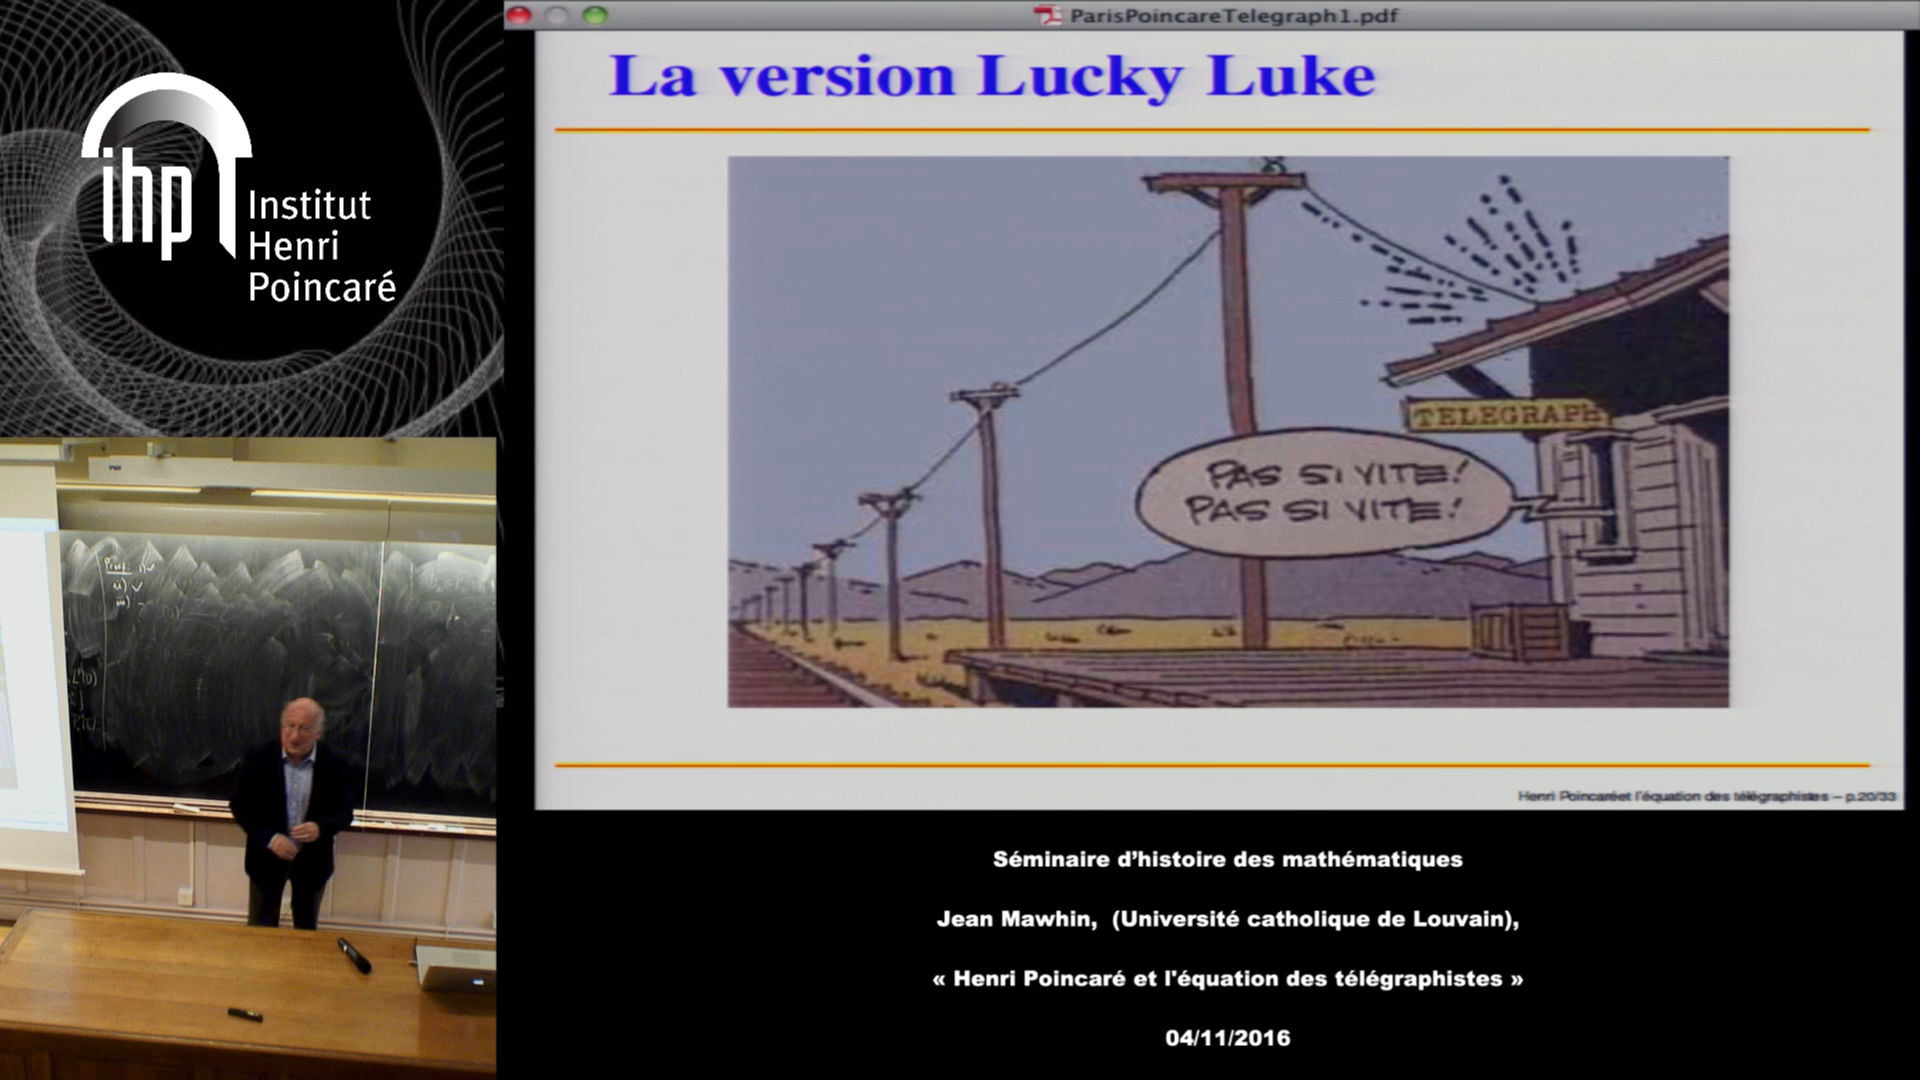 ihp
Institut
Henri
Poincaré
ParisPoincareTelegraph1.pdf
La version Lucky Luke
TELEGRAPH
PAS SI VITE!
PAS SI VITE!
Henri Poincaréet l'équation des télégraphistes – p.20/33
Séminaire d’histoire des mathématiques
Jean Mawhin, (Université catholique de Louvain),
« Henri Poincaré et l'équation des télégraphistes »
04/11/2016